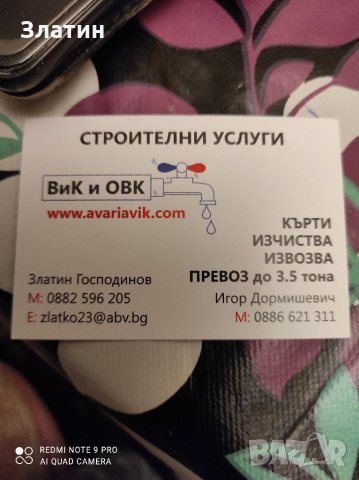 Златин
СТРОИТЕЛНИ УСЛУГИ
ВиК и ОВК
www.avariavik.com
КЪРТИ
ИЗЧИСТВА
ИЗВОЗВА
ПРЕВОЗ до 3.5 тона
Златин Господинов
М: 0882 596 205
Е: zlatko23@abv.bg
Игор Дормишевич
М: 0886 621 311
REDMI NOTE 9 PRO
AI QUAD CAMERA
BAZAR